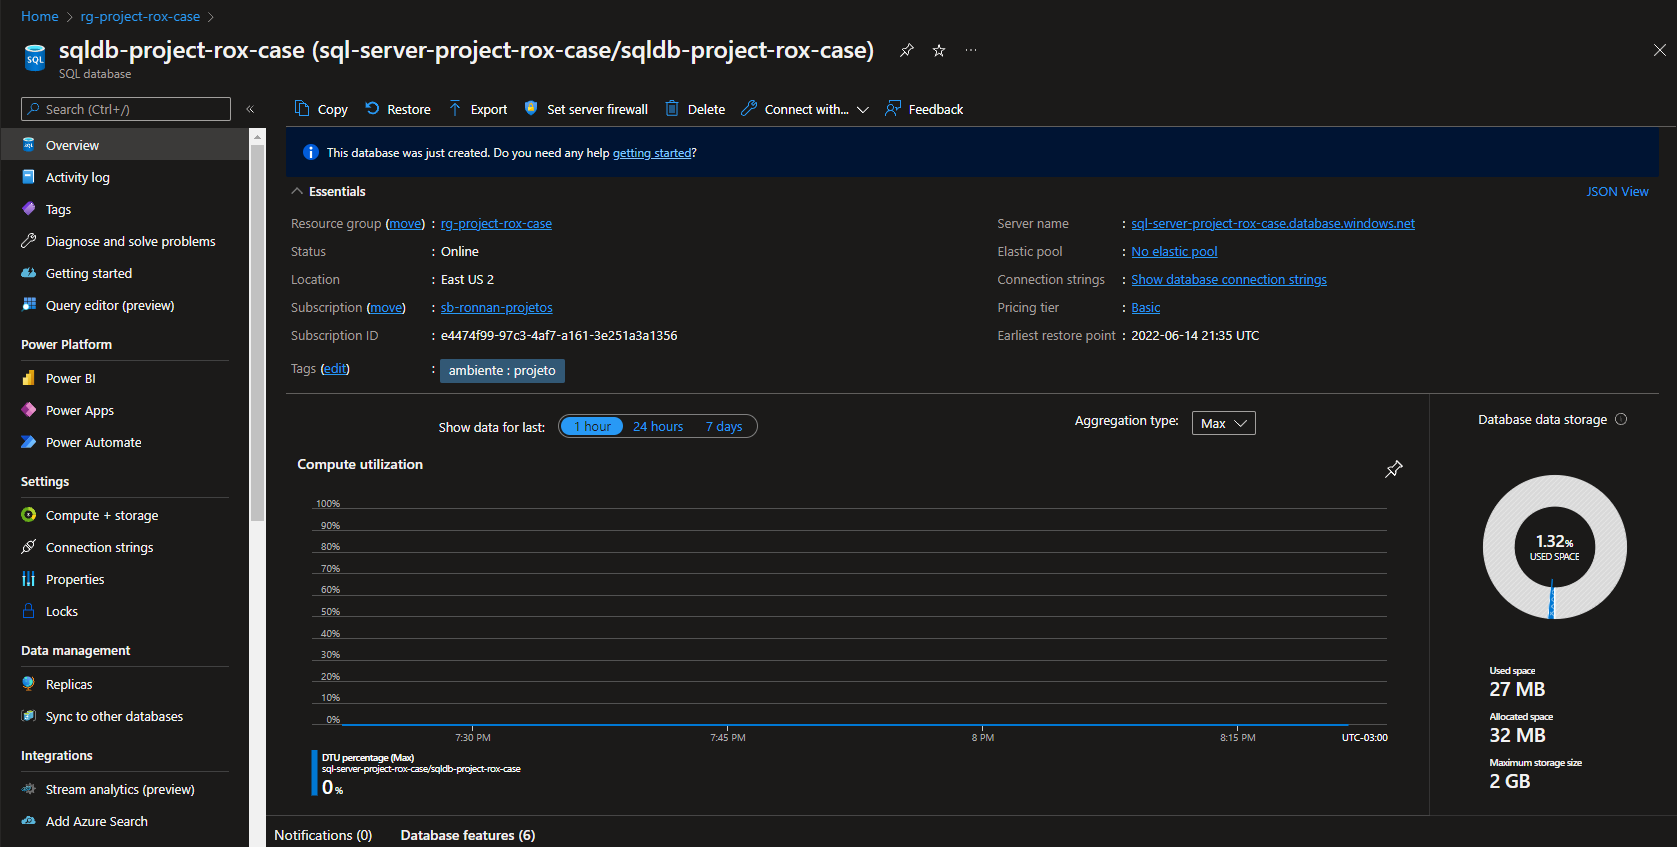 Home > rg-project-rox-case >
sqldb-project-rox-case (sql-server-project-rox-case/sqldb-project-rox-case) ...
SQL
SQL database
Search (Ctrl+/)
«
Copy Restore Export Set server firewall Delete Connect with... Feedback
Overview
Activity log
Tags
Diagnose and solve problems
Getting started
Query editor (preview)
Power Platform
Power BI
Power Apps
Power Automate
Settings
Compute + storage
Connection strings
Properties
Locks
Data management
Replicas
Sync to other databases
Integrations
Stream analytics (preview)
Add Azure Search
This database was just created. Do you need any help getting started?
Essentials
JSON View
Resource group (move) : rg-project-rox-case
Status : Online
Location : East US 2
Subscription (move) : sb-ronnan-projetos
Subscription ID : e4474f99-97c3-4af7-a161-3e251a3a1356
Tags (edit) : ambiente : projeto
Server name : sql-server-project-rox-case.database.windows.net
Elastic pool : No elastic pool
Connection strings : Show database connection strings
Pricing tier : Basic
Earliest restore point : 2022-06-14 21:35 UTC
Show data for last: 1 hour 24 hours 7 days
Aggregation type: Max
Compute utilization
100%
90%
80%
70%
60%
50%
40%
30%
20%
10%
0%
7:30 PM 7:45 PM 8 PM 8:15 PM UTC-03:00
DTU percentage (Max)
sql-server-project-rox-case/sqldb-project-rox-case
0 %
Database data storage
1.32%
USED SPACE
Used space
27 MB
Allocated space
32 MB
Maximum storage size
2 GB
Notifications (0) Database features (6)